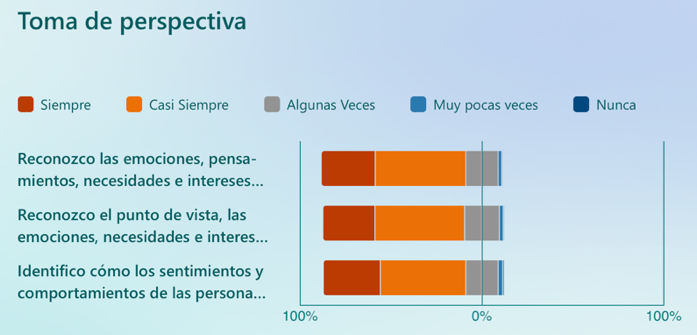 Toma de perspectiva
Siempre
Casi Siempre
Algunas Veces
Muy pocas veces
Nunca
Reconozco las emociones, pensa-
mientos, necesidades e intereses...
Reconozco el punto de vista, las
emociones, necesidades e interes...
Identifico cómo los sentimientos y
comportamientos de las persona...
100%
0%
100%